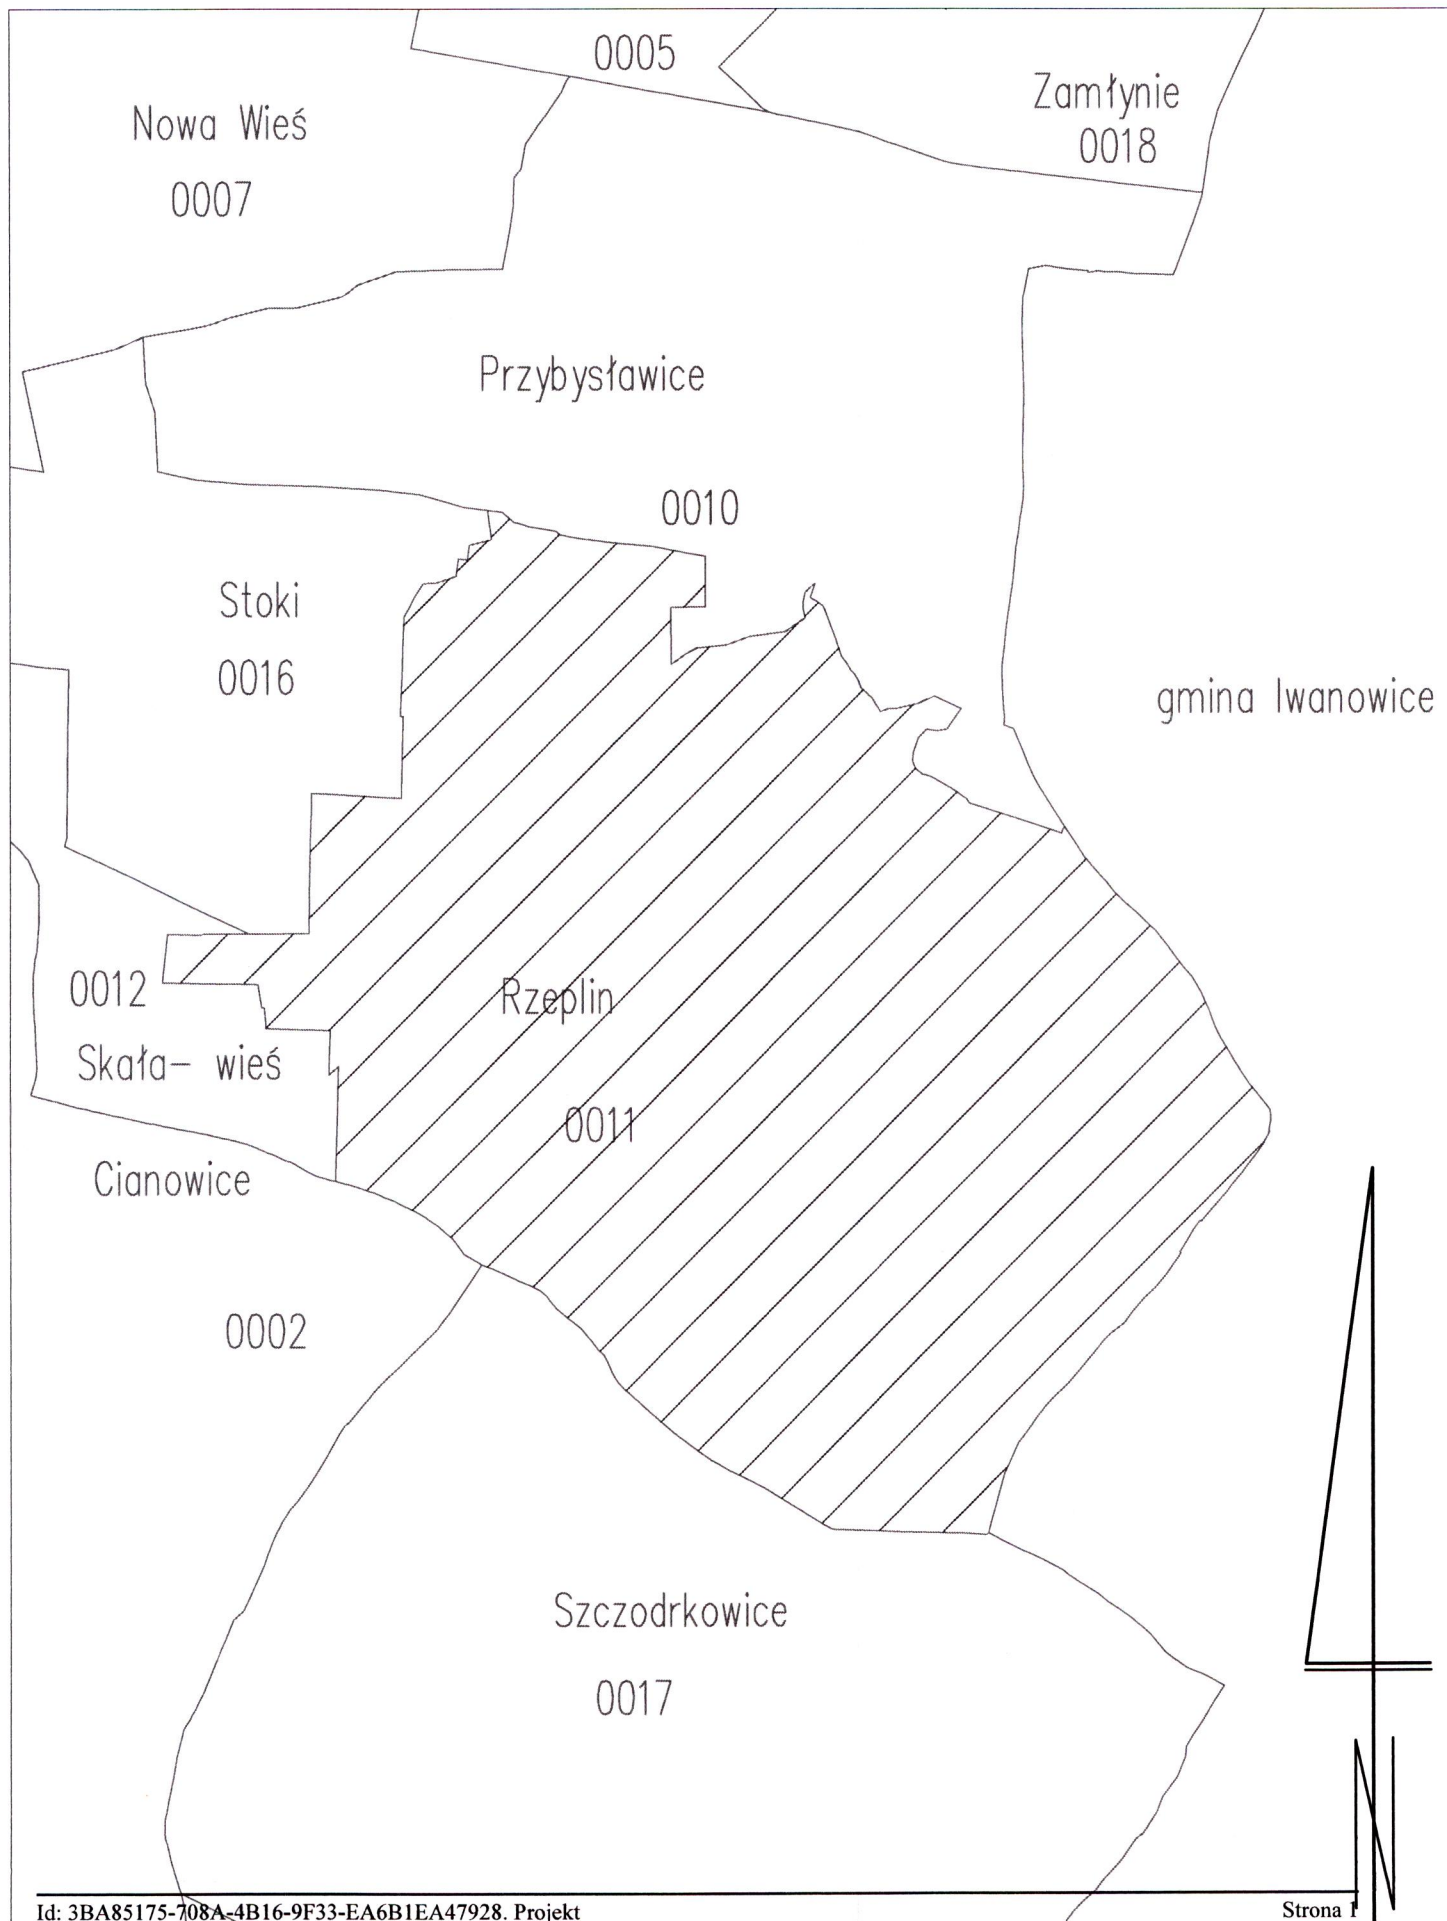 0005
Zamłynie
0018
Nowa Wieś
0007
Przybysławice
0010
Stoki
0016
gmina Iwanowice
0012
Skała- wieś
Rzeplin
0011
Cianowice
0002
Szczodrkowice
0017
N
Id: 3BA85175-708A-4B16-9F33-EA6B1EA47928. Projekt
Strona 1